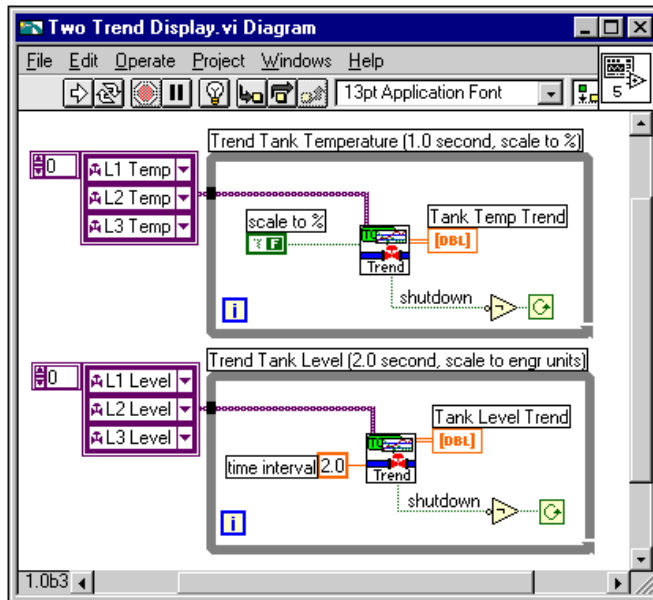 Two Trend Display.vi Diagram
File Edit Operate Project Windows Help
13pt Application Font
5
Trend Tank Temperature (1.0 second, scale to %)
0
L1 Temp
L2 Temp
L3 Temp
scale to %
F
Trend
Tank Temp Trend
[DBL]
shutdown
i
Trend Tank Level (2.0 second, scale to engr units)
0
L1 Level
L2 Level
L3 Level
time interval 2.0
Trend
Tank Level Trend
[DBL]
shutdown
i
1.0b3